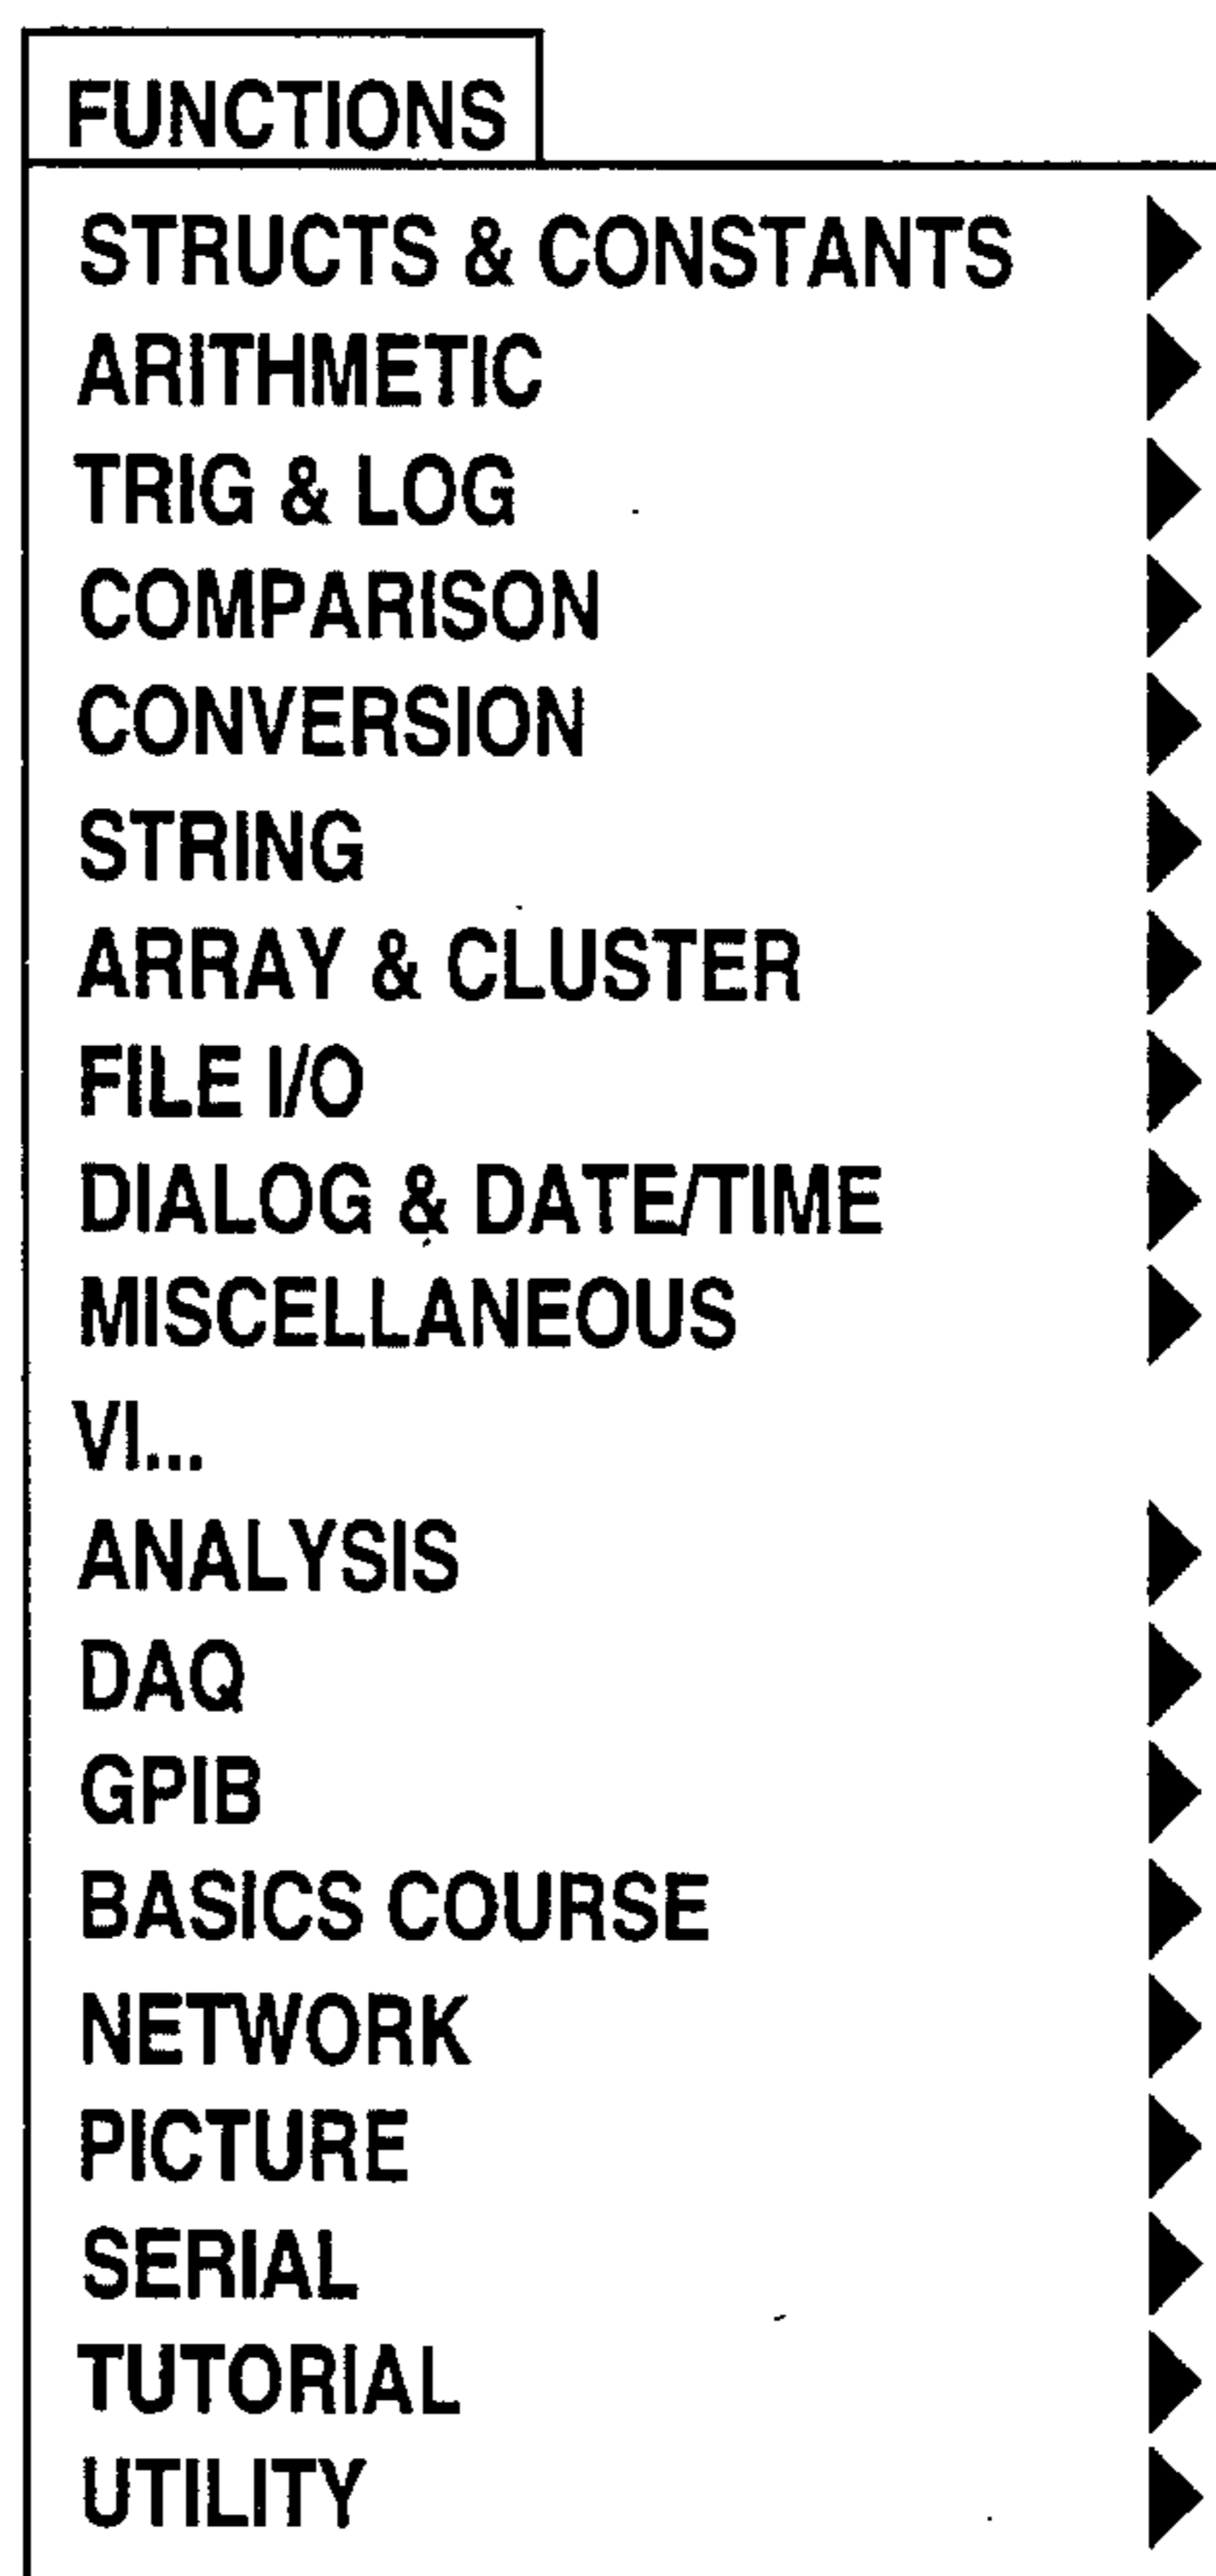 FUNCTIONS
STRUCTS & CONSTANTS
ARITHMETIC
TRIG & LOG
COMPARISON
CONVERSION
STRING
ARRAY & CLUSTER
FILE I/O
DIALOG & DATE/TIME
MISCELLANEOUS
VI...
ANALYSIS
DAQ
GPIB
BASICS COURSE
NETWORK
PICTURE
SERIAL
TUTORIAL
UTILITY